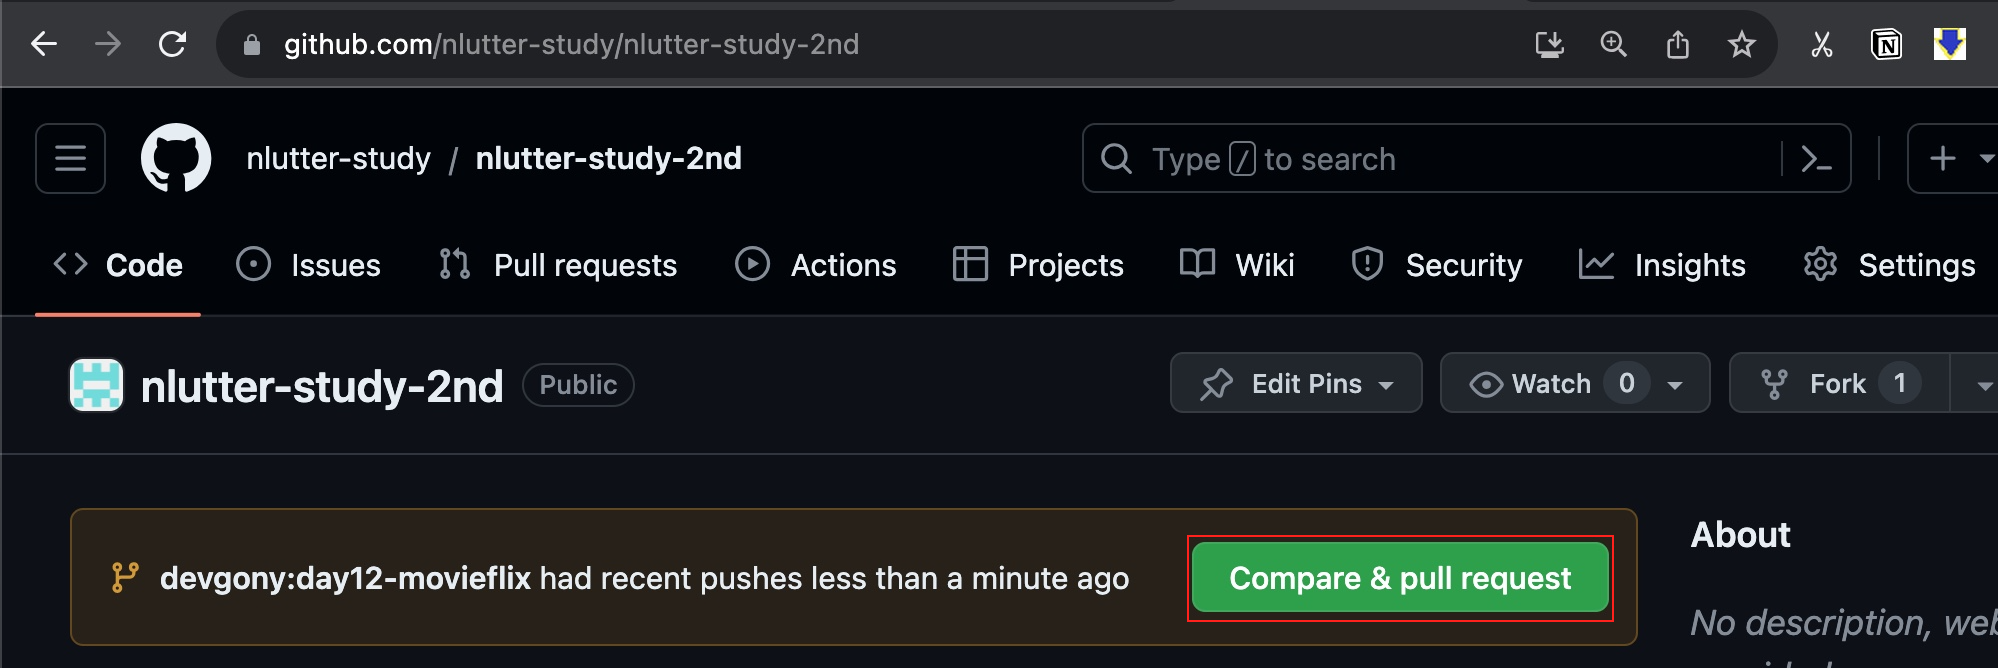 github.com/nlutter-study/nlutter-study-2nd
nlutter-study / nlutter-study-2nd
Type / to search
Code Issues Pull requests Actions Projects Wiki Security Insights Settings
nlutter-study-2nd Public
Edit Pins Watch 0 Fork 1
devgony:day12-movieflix had recent pushes less than a minute ago
Compare & pull request
About
No description,